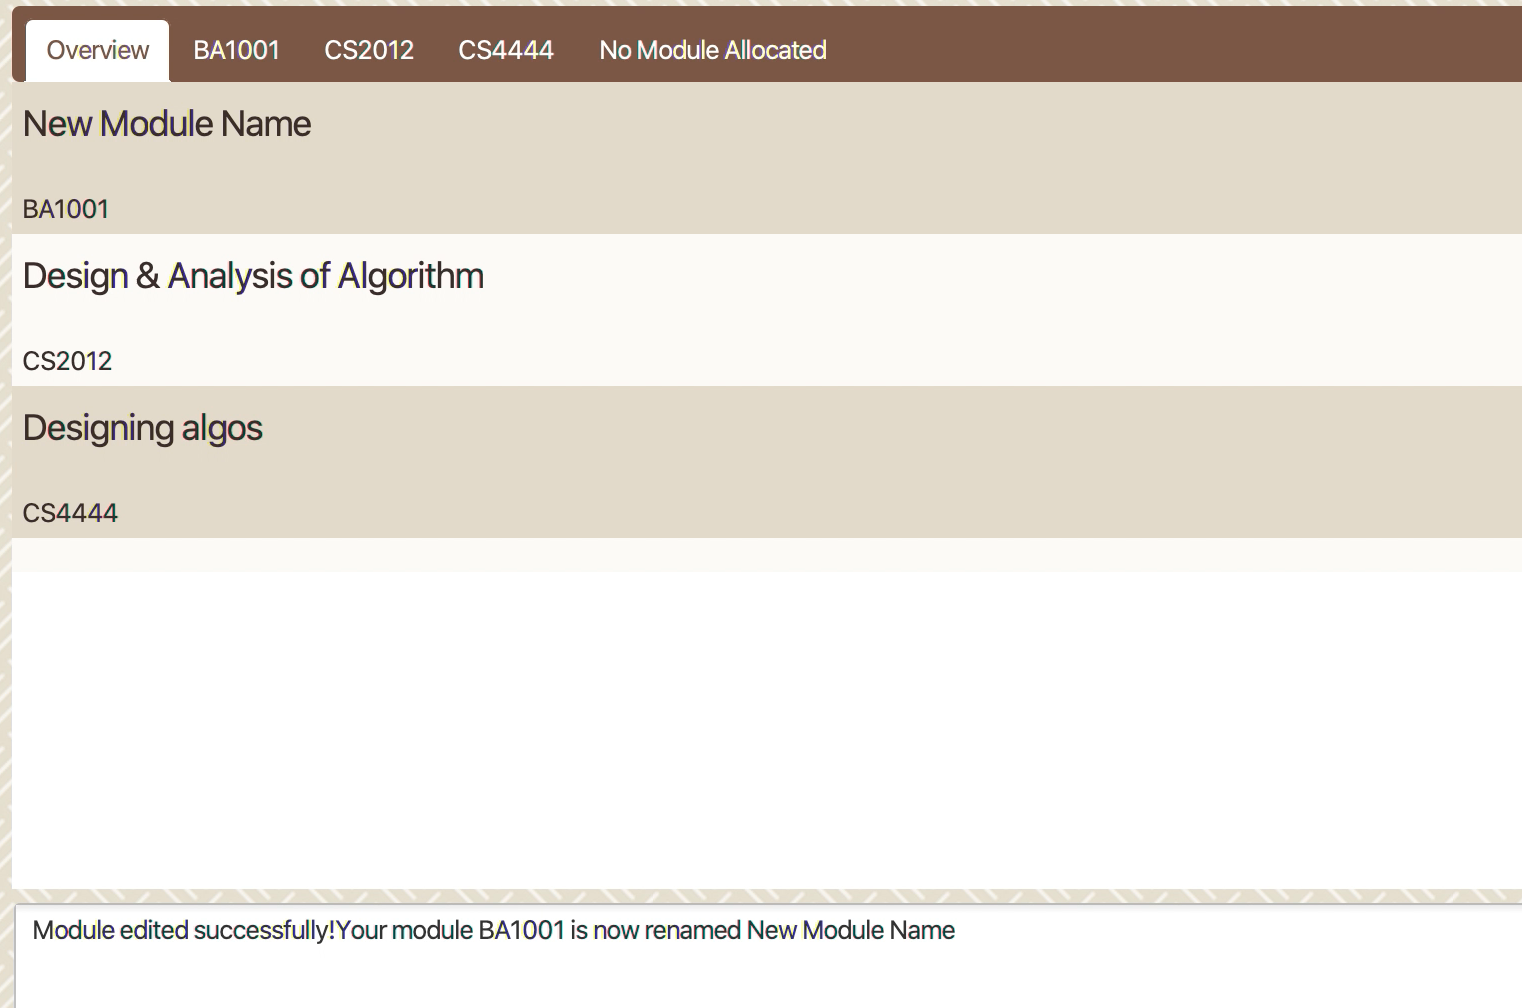 Overview BA1001 CS2012 CS4444 No Module Allocated
New Module Name
BA1001
Design & Analysis of Algorithm
CS2012
Designing algos
CS4444
Module edited successfully!Your module BA1001 is now renamed New Module Name